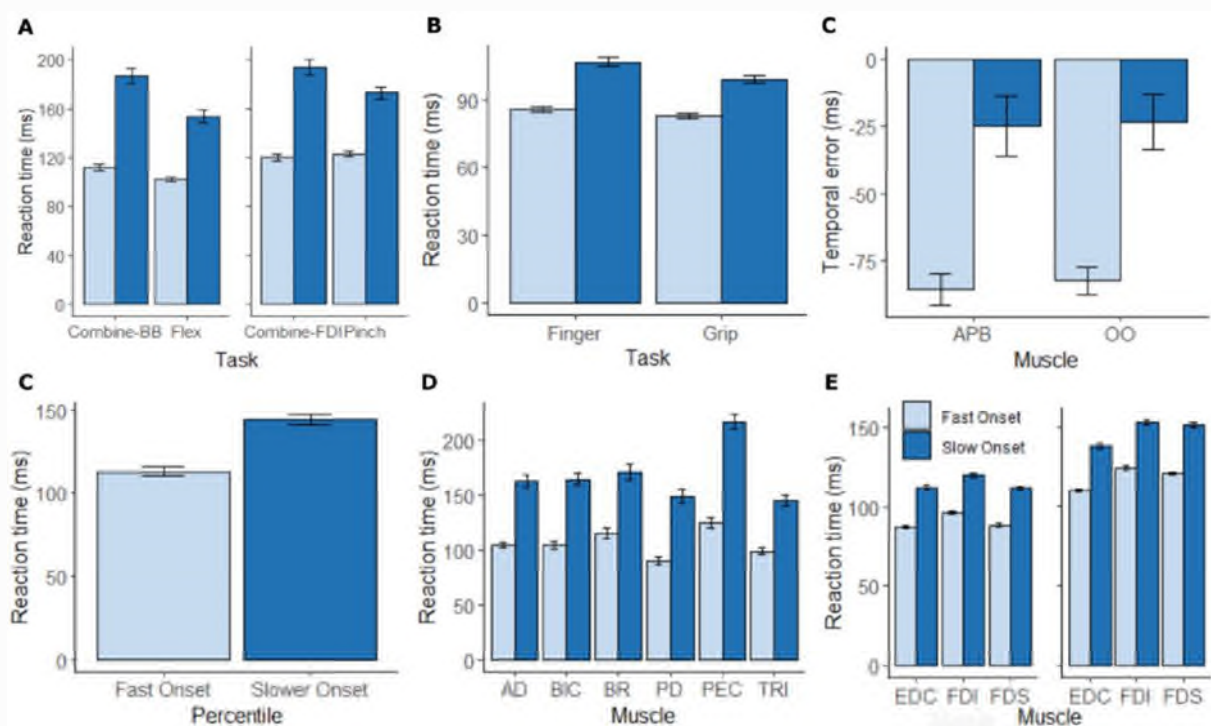 A
Reaction time (ms)
200
160
120
80
40
0
Combine-BB Flex
Combine-FDI Pinch
Task
B
Reaction time (ms)
90
60
30
0
Finger Grip
Task
C
Temporal error (ms)
0
-25
-50
-75
APB OO
Muscle
C
Reaction time (ms)
150
100
50
0
Fast Onset Slower Onset
Percentile
D
Reaction time (ms)
200
150
100
50
0
AD BIC BR PD PEC TRI
Muscle
E
Fast Onset
Slow Onset
Reaction time (ms)
150
100
50
0
EDC FDI FDS
EDC FDI FDS
Muscle